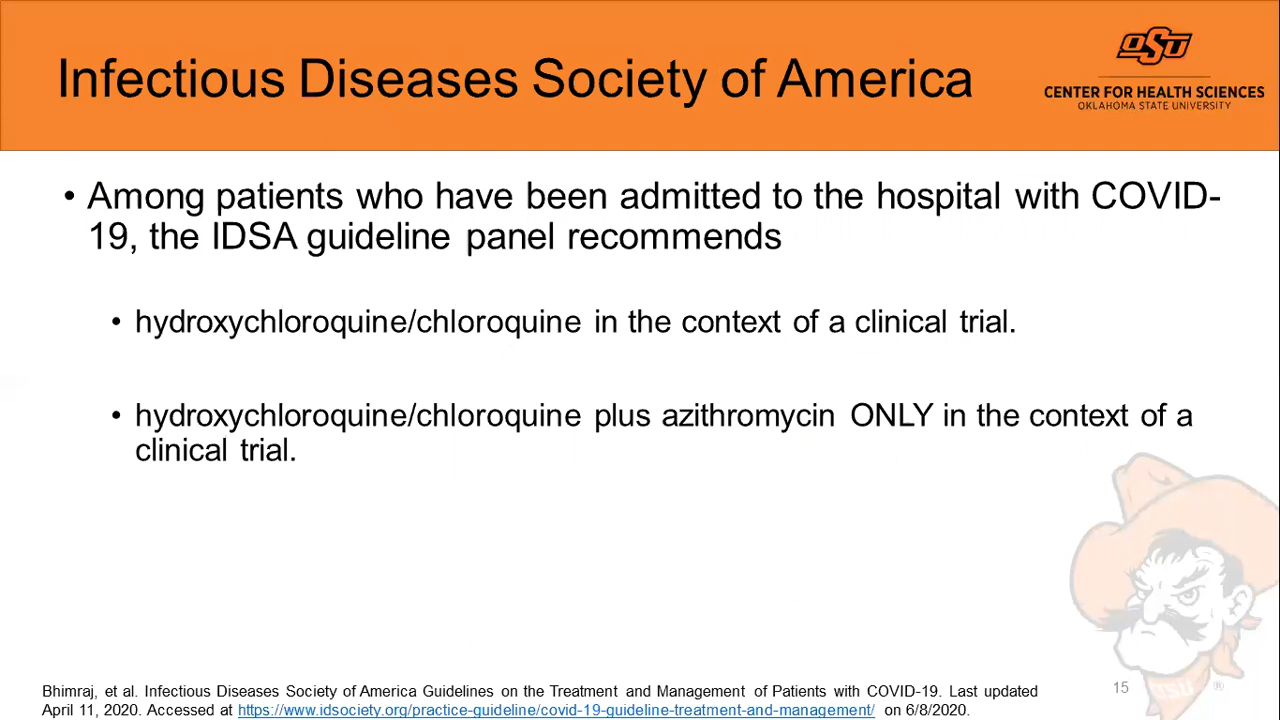 Infectious Diseases Society of America
OSU
CENTER FOR HEALTH SCIENCES
OKLAHOMA STATE UNIVERSITY
• Among patients who have been admitted to the hospital with COVID-
19, the IDSA guideline panel recommends
• hydroxychloroquine/chloroquine in the context of a clinical trial.
• hydroxychloroquine/chloroquine plus azithromycin ONLY in the context of a
clinical trial.
Bhimraj, et al. Infectious Diseases Society of America Guidelines on the Treatment and Management of Patients with COVID-19. Last updated
April 11, 2020. Accessed at https://www.idsociety.org/practice-guideline/covid-19-guideline-treatment-and-management/ on 6/8/2020.
15
OSU
®